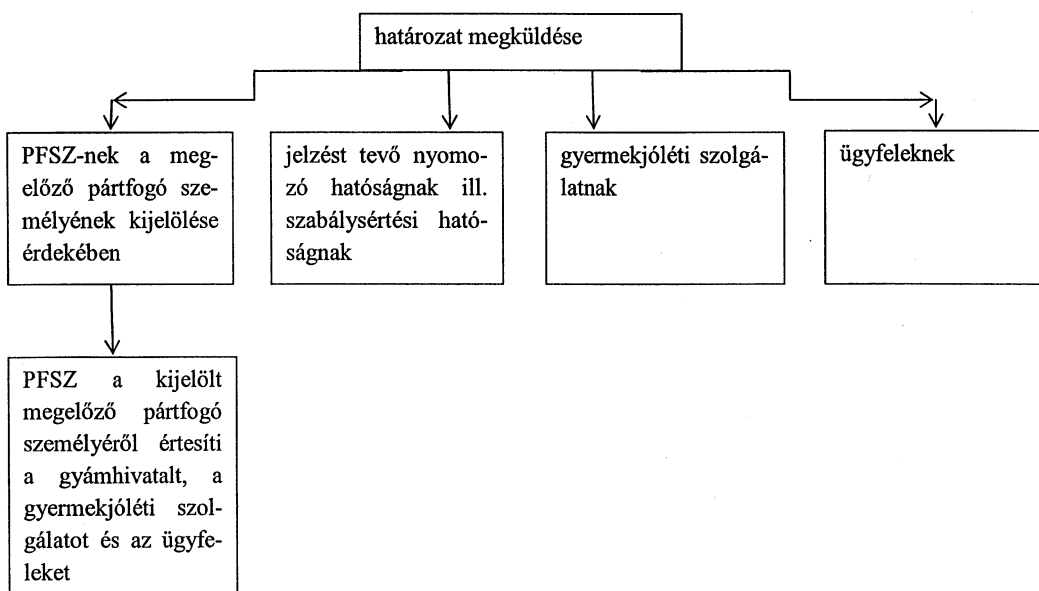 határozat megküldése
PFSZ-nek a meg-
előző pártfogó sze-
mélyének kijelölése
érdekében
jelzést tevő nyomo-
zó hatóságnak ill.
szabálysértési ható-
ságnak
gyermekjóléti szolgá-
latnak
ügyfeleknek
PFSZ a kijelölt
megelőző pártfogó
személyéről értesíti
a gyámhivatalt, a
gyermekjóléti szol-
gálatot és az ügyfe-
leket